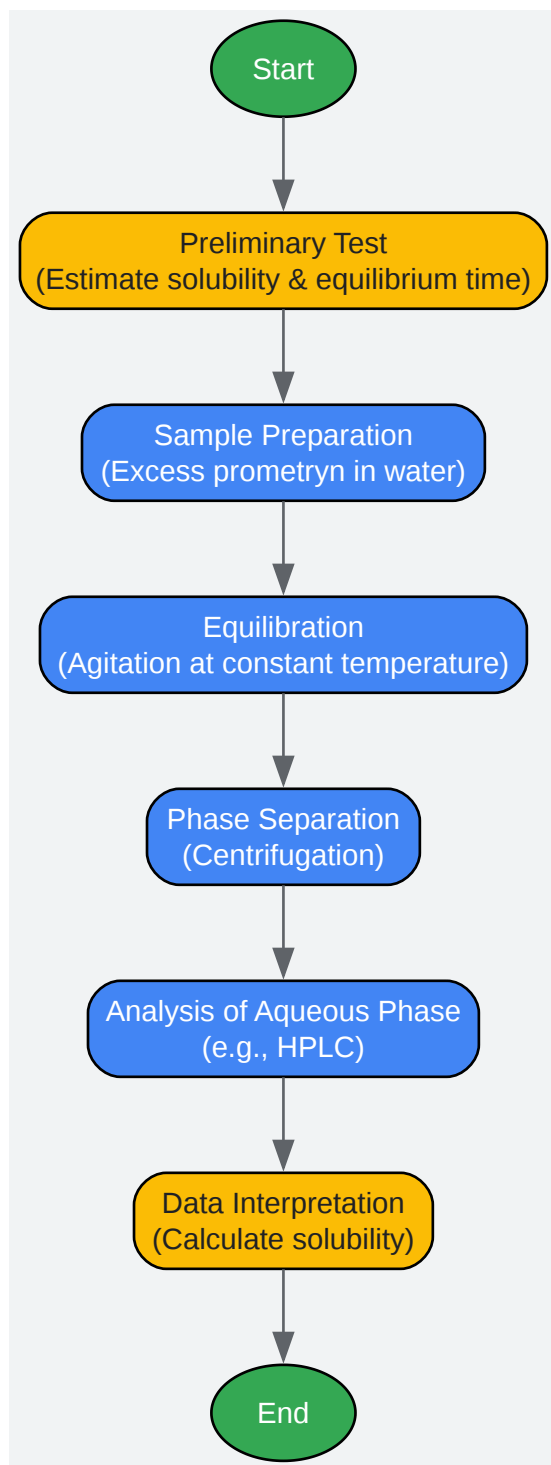 Start
Preliminary Test
(Estimate solubility & equilibrium time)
Sample Preparation
(Excess prometryn in water)
Equilibration
(Agitation at constant temperature)
Phase Separation
(Centrifugation)
Analysis of Aqueous Phase
(e.g., HPLC)
Data Interpretation
(Calculate solubility)
End